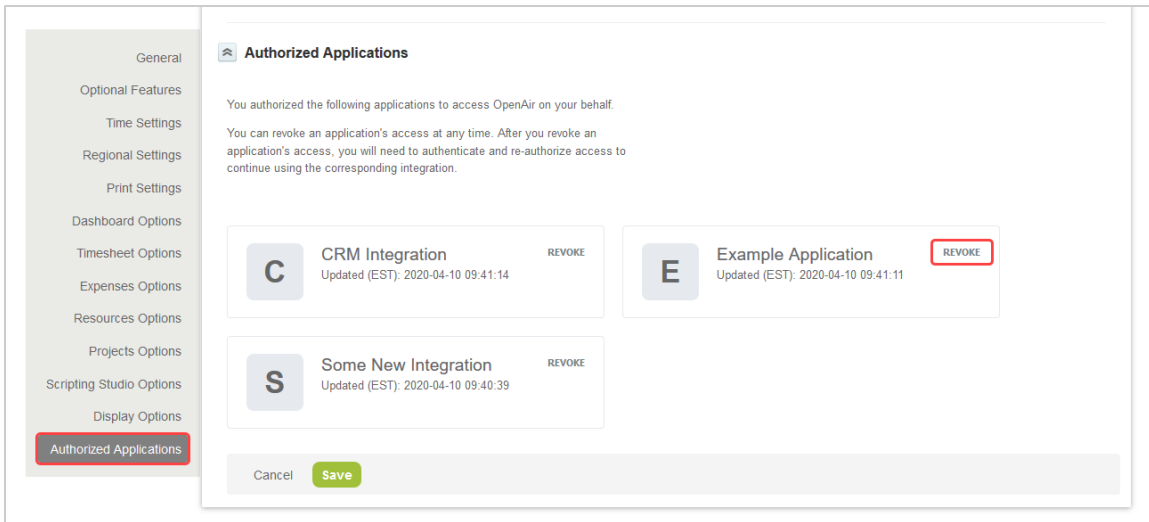 General
Optional Features
Time Settings
Regional Settings
Print Settings
Dashboard Options
Timesheet Options
Expenses Options
Resources Options
Projects Options
Scripting Studio Options
Display Options
Authorized Applications
Authorized Applications
You authorized the following applications to access OpenAir on your behalf.
You can revoke an application's access at any time. After you revoke an
application's access, you will need to authenticate and re-authorize access to
continue using the corresponding integration.
C
CRM Integration
REVOKE
Updated (EST): 2020-04-10 09:41:14
E
Example Application
REVOKE
Updated (EST): 2020-04-10 09:41:11
S
Some New Integration
REVOKE
Updated (EST): 2020-04-10 09:40:39
Cancel
Save